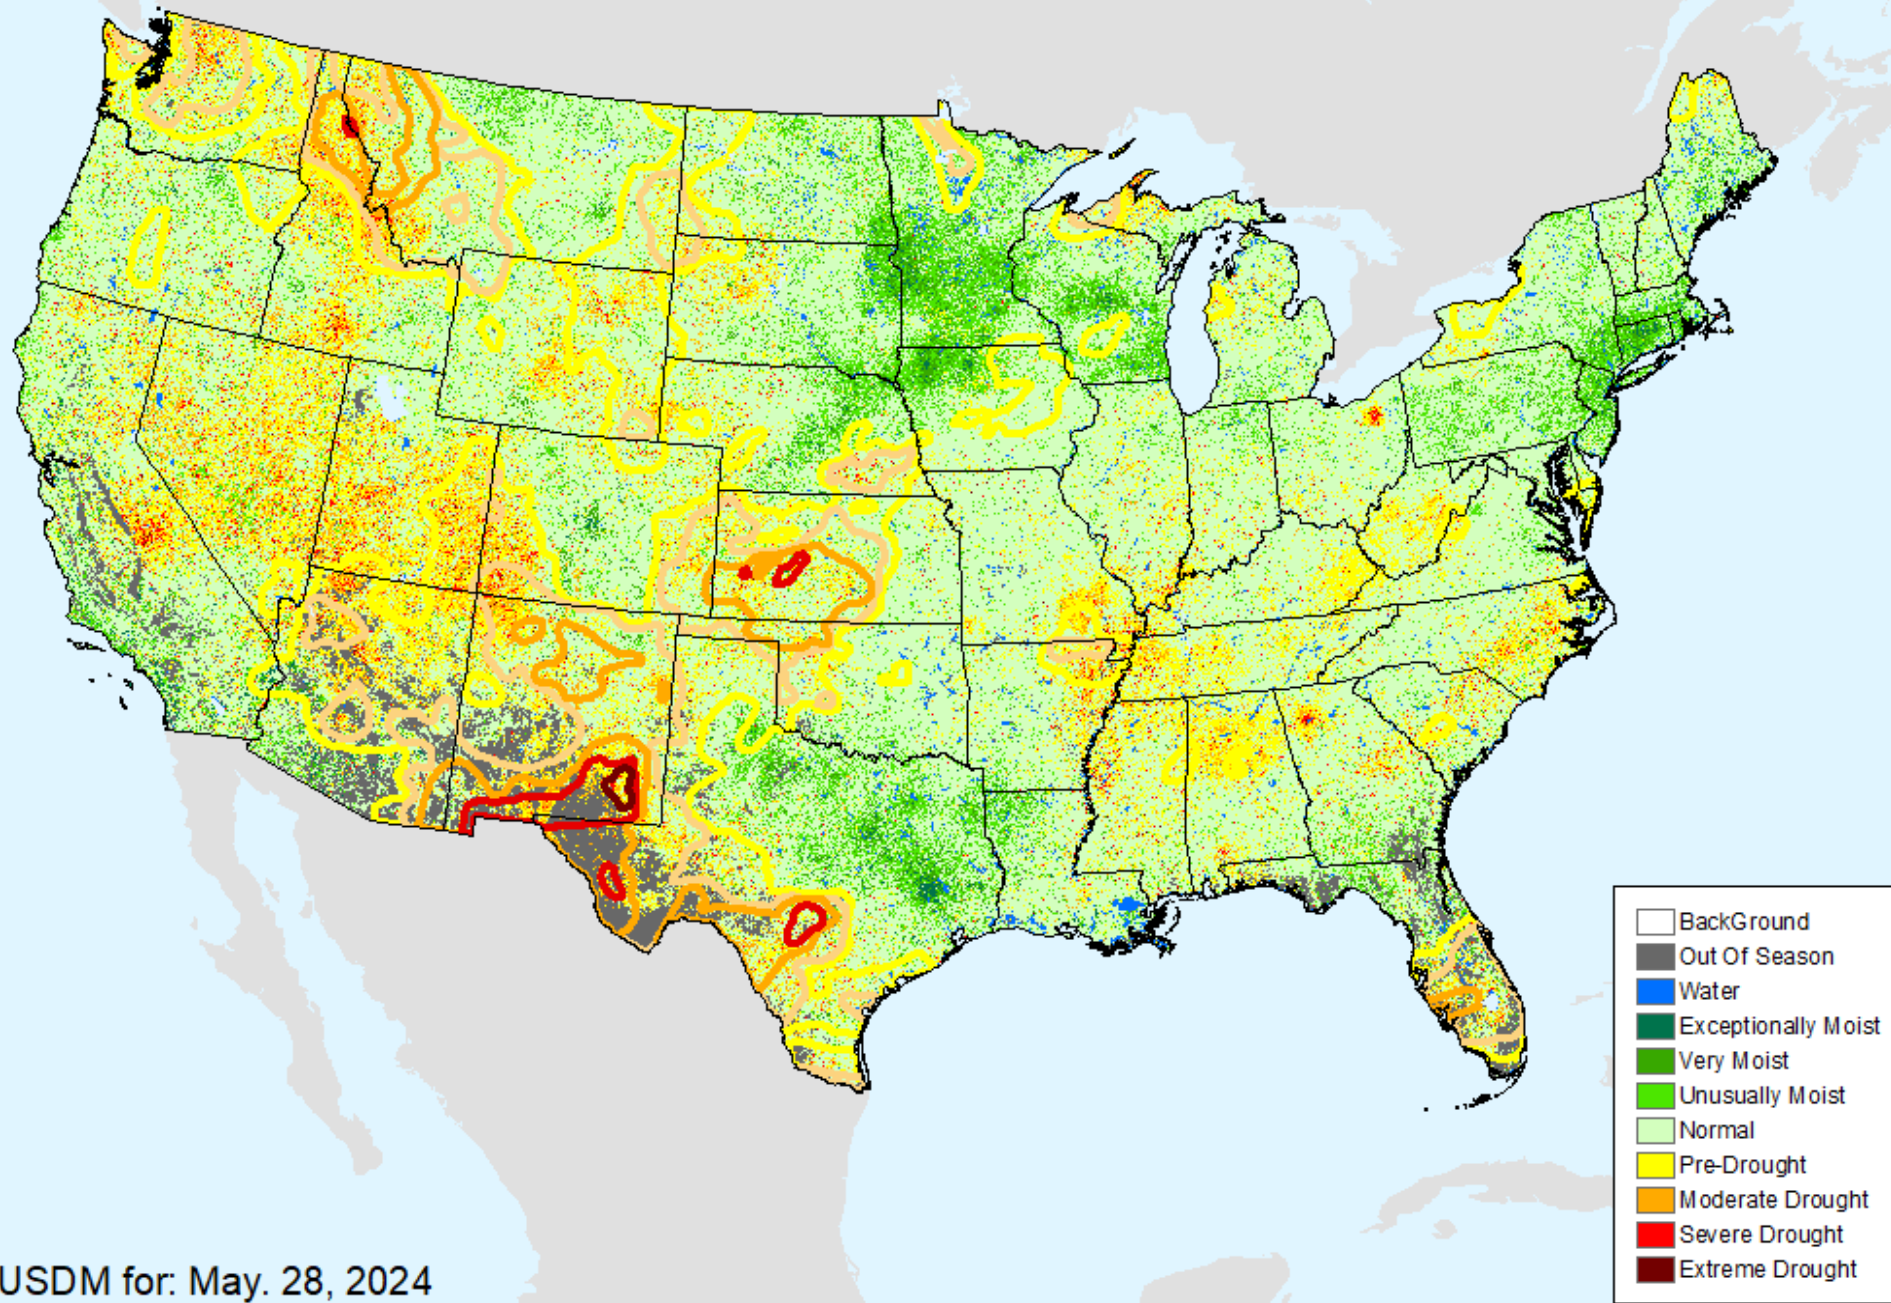 BackGround
Out Of Season
Water
Exceptionally Moist
Very Moist
Unusually Moist
Normal
Pre-Drought
Moderate Drought
Severe Drought
Extreme Drought
USDM for: May. 28, 2024